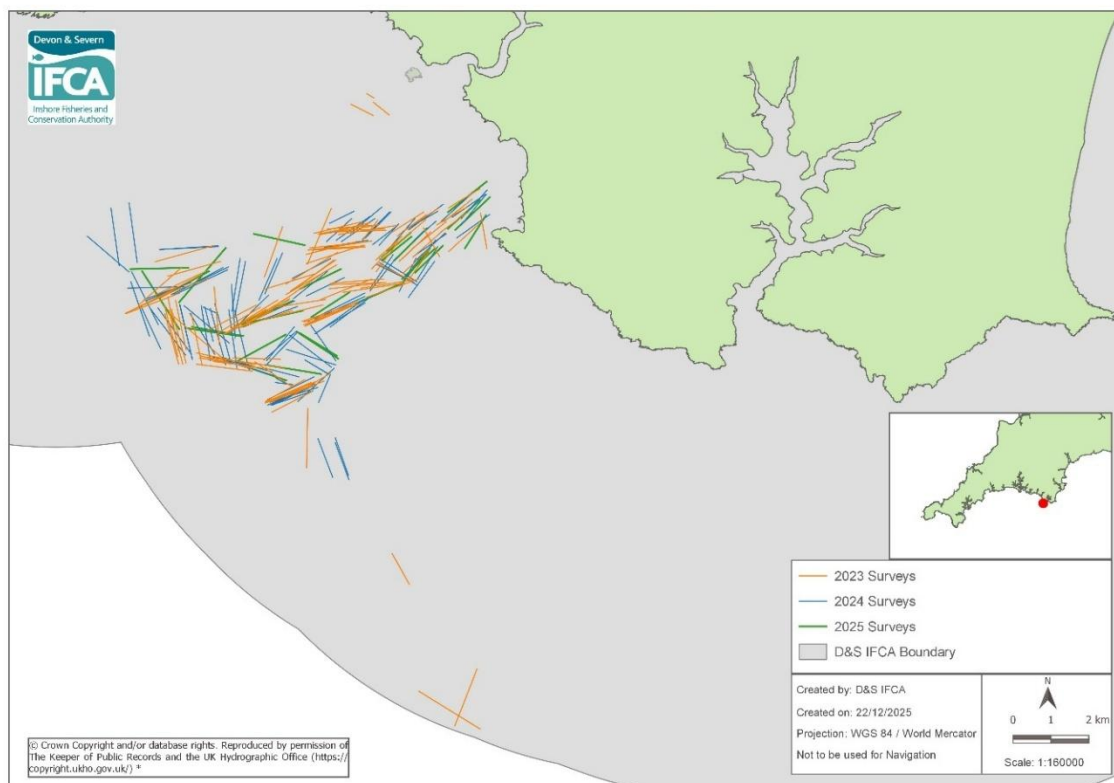 Devon & Severn
IFCA
Inshore Fisheries and
Conservation Authority
2023 Surveys
2024 Surveys
2025 Surveys
D&S IFCA Boundary
Created by: D&S IFCA
Created on: 22/12/2025
Projection: WGS 84 / World Mercator
Not to be used for Navigation
N
0 1 2 km
Scale: 1:160000
© Crown Copyright and/or database rights. Reproduced by permission of
The Keeper of Public Records and the UK Hydrographic Office (https://
copyright.ukho.gov.uk/) *